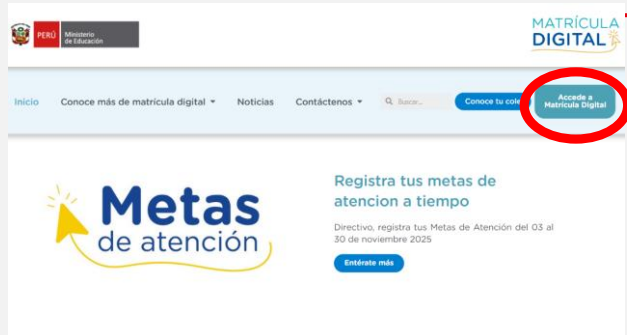 PERÚ
Ministerio
de Educación
MATRÍCULA
DIGITAL
Inicio
Conoce más de matrícula digital
Noticias
Contáctenos
Buscar...
Conoce tu cole
Accede a
Matrícula Digital
Metas
de atención
Registra tus metas de
atencion a tiempo
Directivo, registra tus Metas de Atención del 03 al
30 de noviembre 2025
Entérate más